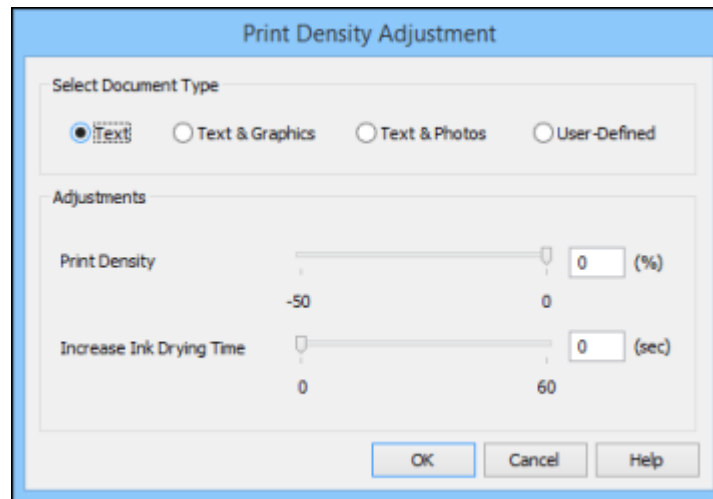 Print Density Adjustment
Select Document Type
Text Text & Graphics Text & Photos User-Defined
Adjustments
Print Density 0 (%)
-50 0
Increase Ink Drying Time 0 (sec)
0 60
OK Cancel Help